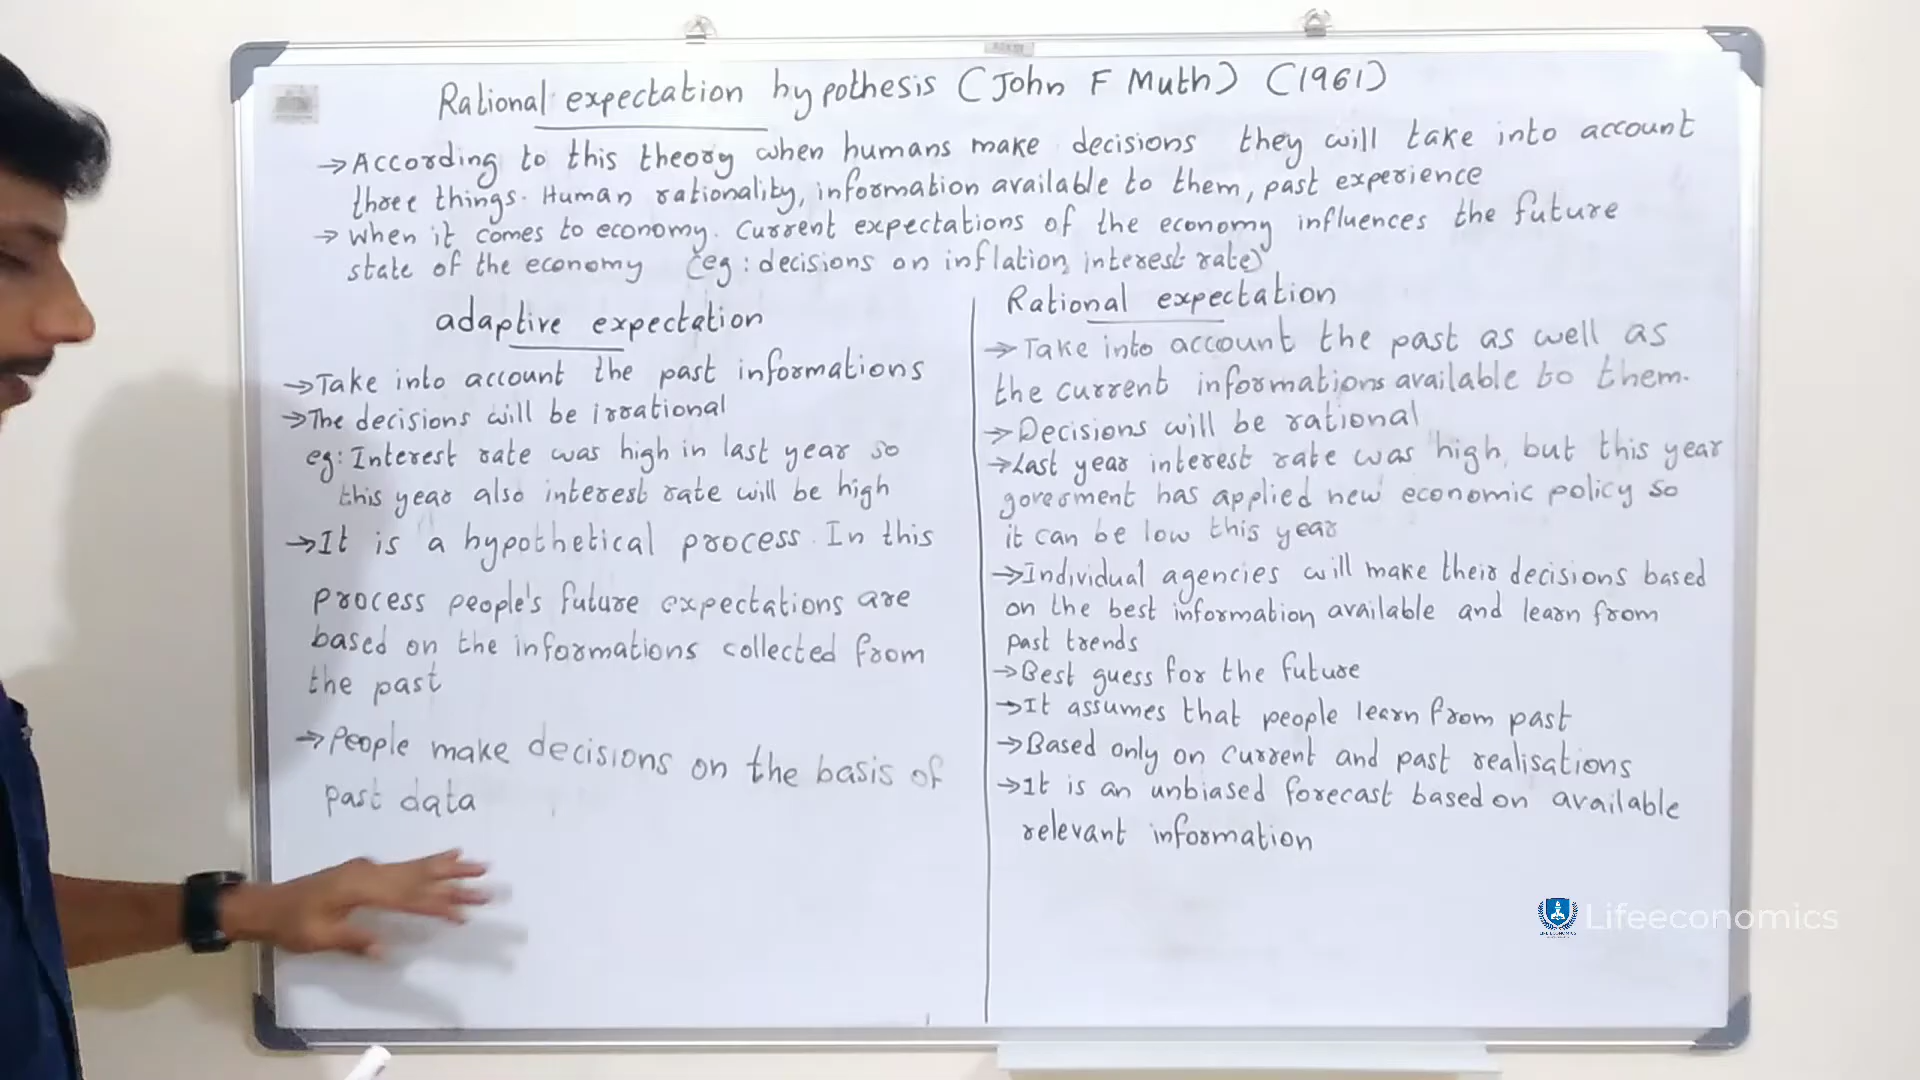 Rational expectation hypothesis (John F Muth) (1961)
→According to this theory when humans make decisions they will take into account
three things. Human rationality, information available to them, past experience
→ when it comes to economy. Current expectations of the economy influences the future
state of the economy (eg: decisions on inflation, interest rate)
adaptive expectation
→Take into account the past informations
→The decisions will be irrational
eg: Interest rate was high in last year so
this year also interest rate will be high
→It is a hypothetical process. In this
process people's future expectations are
based on the informations collected from
the past
→People make decisions on the basis of
past data
Rational expectation
→Take into account the past as well as
the current informations available to them.
→Decisions will be rational
→Last year interest rate was high, but this year
goverment has applied new economic policy so
it can be low this year
→Individual agencies will make their decisions based
on the best information available and learn from
past trends
→Best guess for the future
→It assumes that people learn from past
→Based only on current and past realisations
→It is an unbiased forecast based on available
relevant information
Lifeeconomics